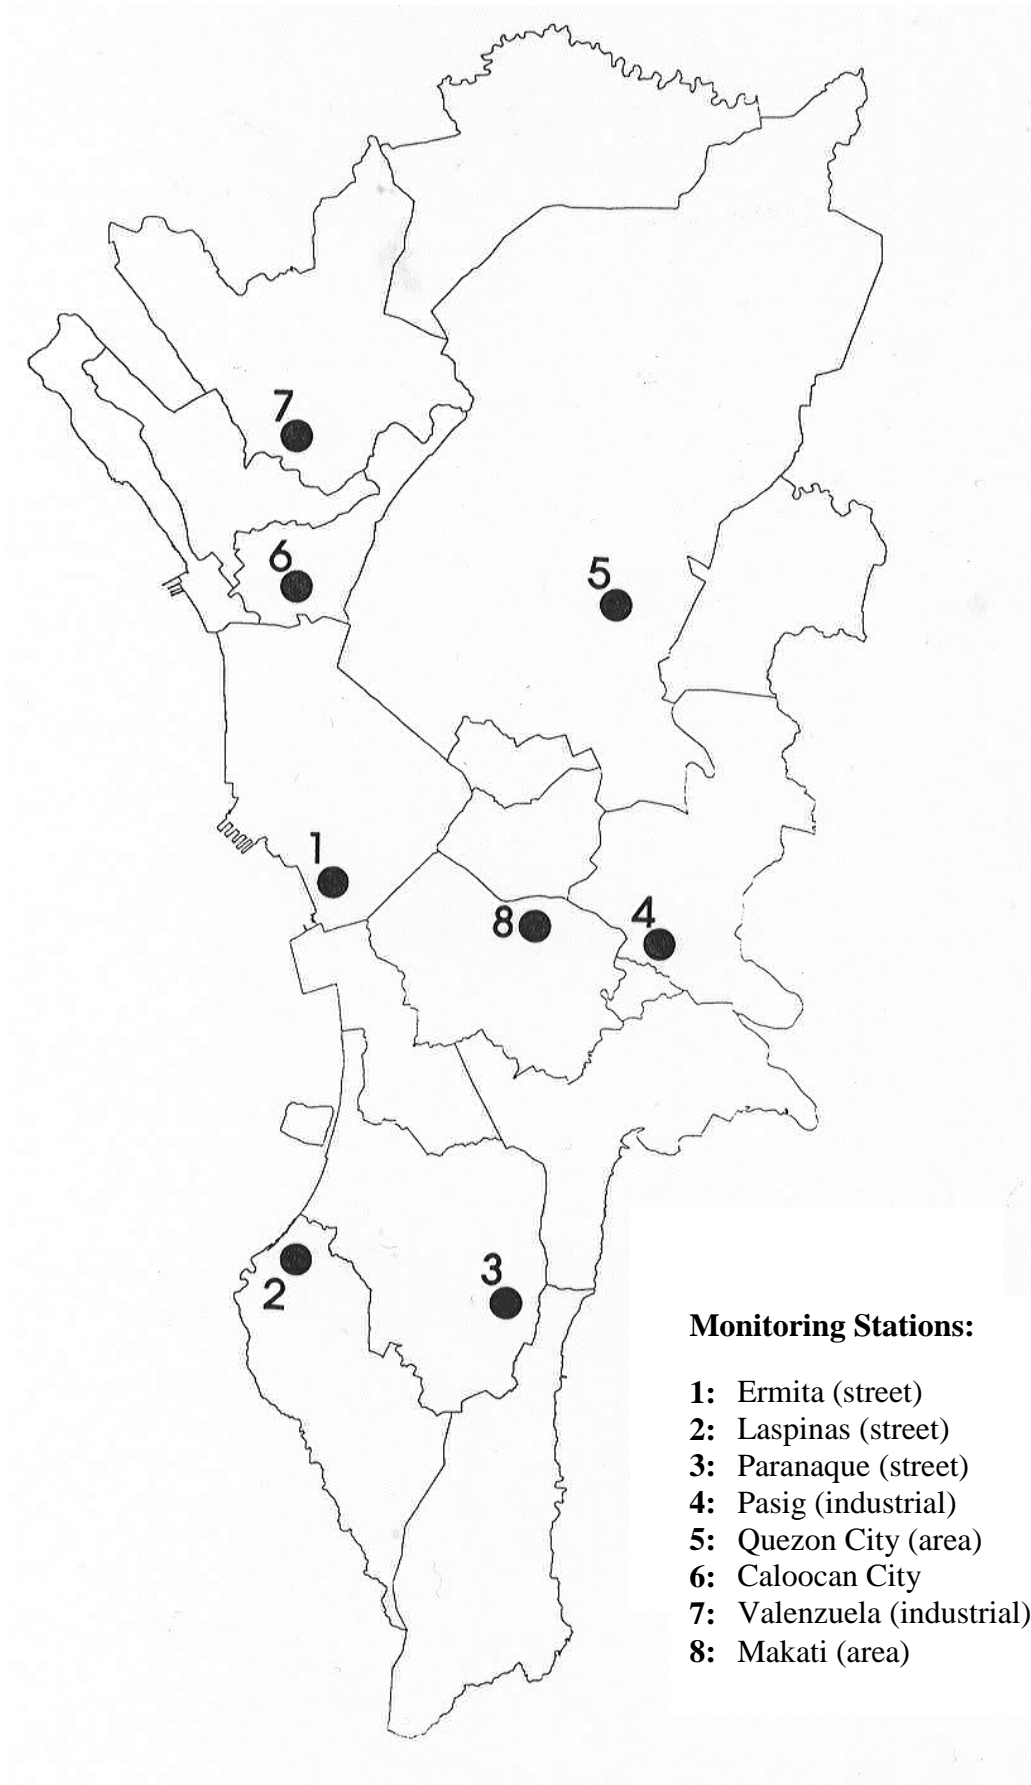 7
6
5
1
8
4
2
3
Monitoring Stations:
1: Ermita (street)
2: Laspinas (street)
3: Paranaque (street)
4: Pasig (industrial)
5: Quezon City (area)
6: Caloocan City
7: Valenzuela (industrial)
8: Makati (area)